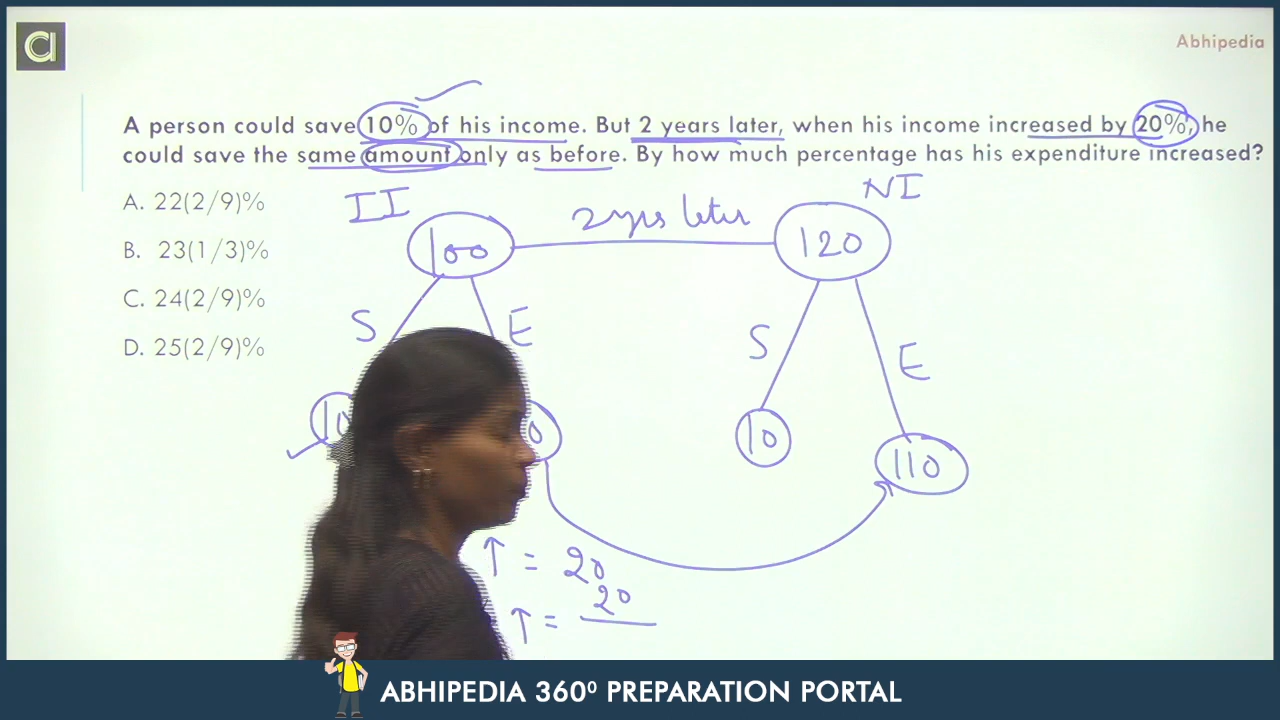 Abhipedia
A person could save 10% of his income. But 2 years later, when his income increased by 20%, he
could save the same amount only as before. By how much percentage has his expenditure increased?
A. 22(2/9)%
B. 23(1/3)%
C. 24(2/9)%
D. 25(2/9)%
II
NI
100
2 yrs later
120
S
E
S
E
10
110
↑ = 20
↑ = 20
ABHIPEDIA 360⁰ PREPARATION PORTAL